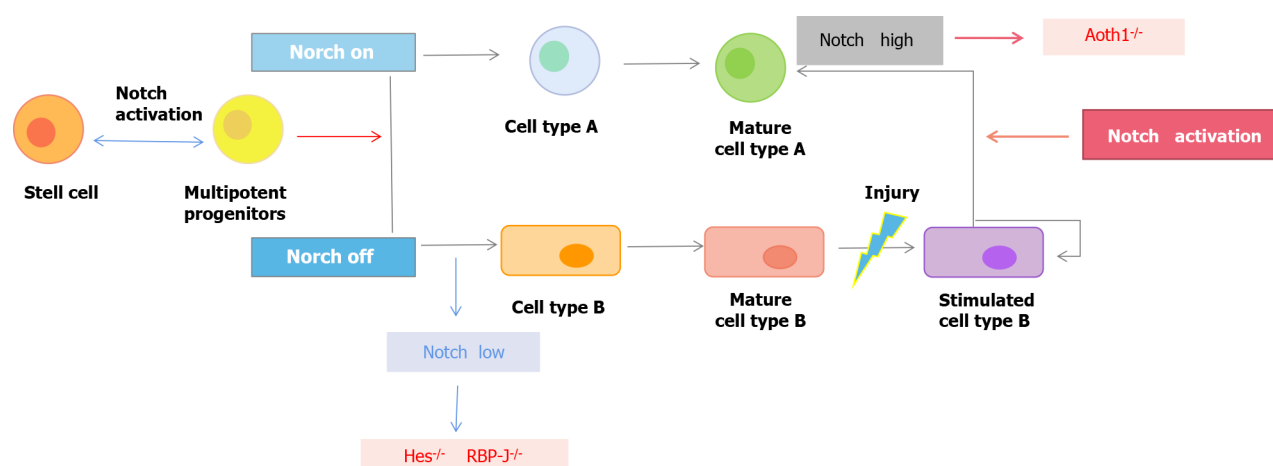 Norch on
Notch high
Aoth1-/-
Notch
activation
Cell type A
Mature
cell type A
Notch activation
Stell cell
Multipotent
progenitors
Injury
Norch off
Cell type B
Mature
cell type B
Stimulated
cell type B
Notch low
Hes-/- RBP-J-/-